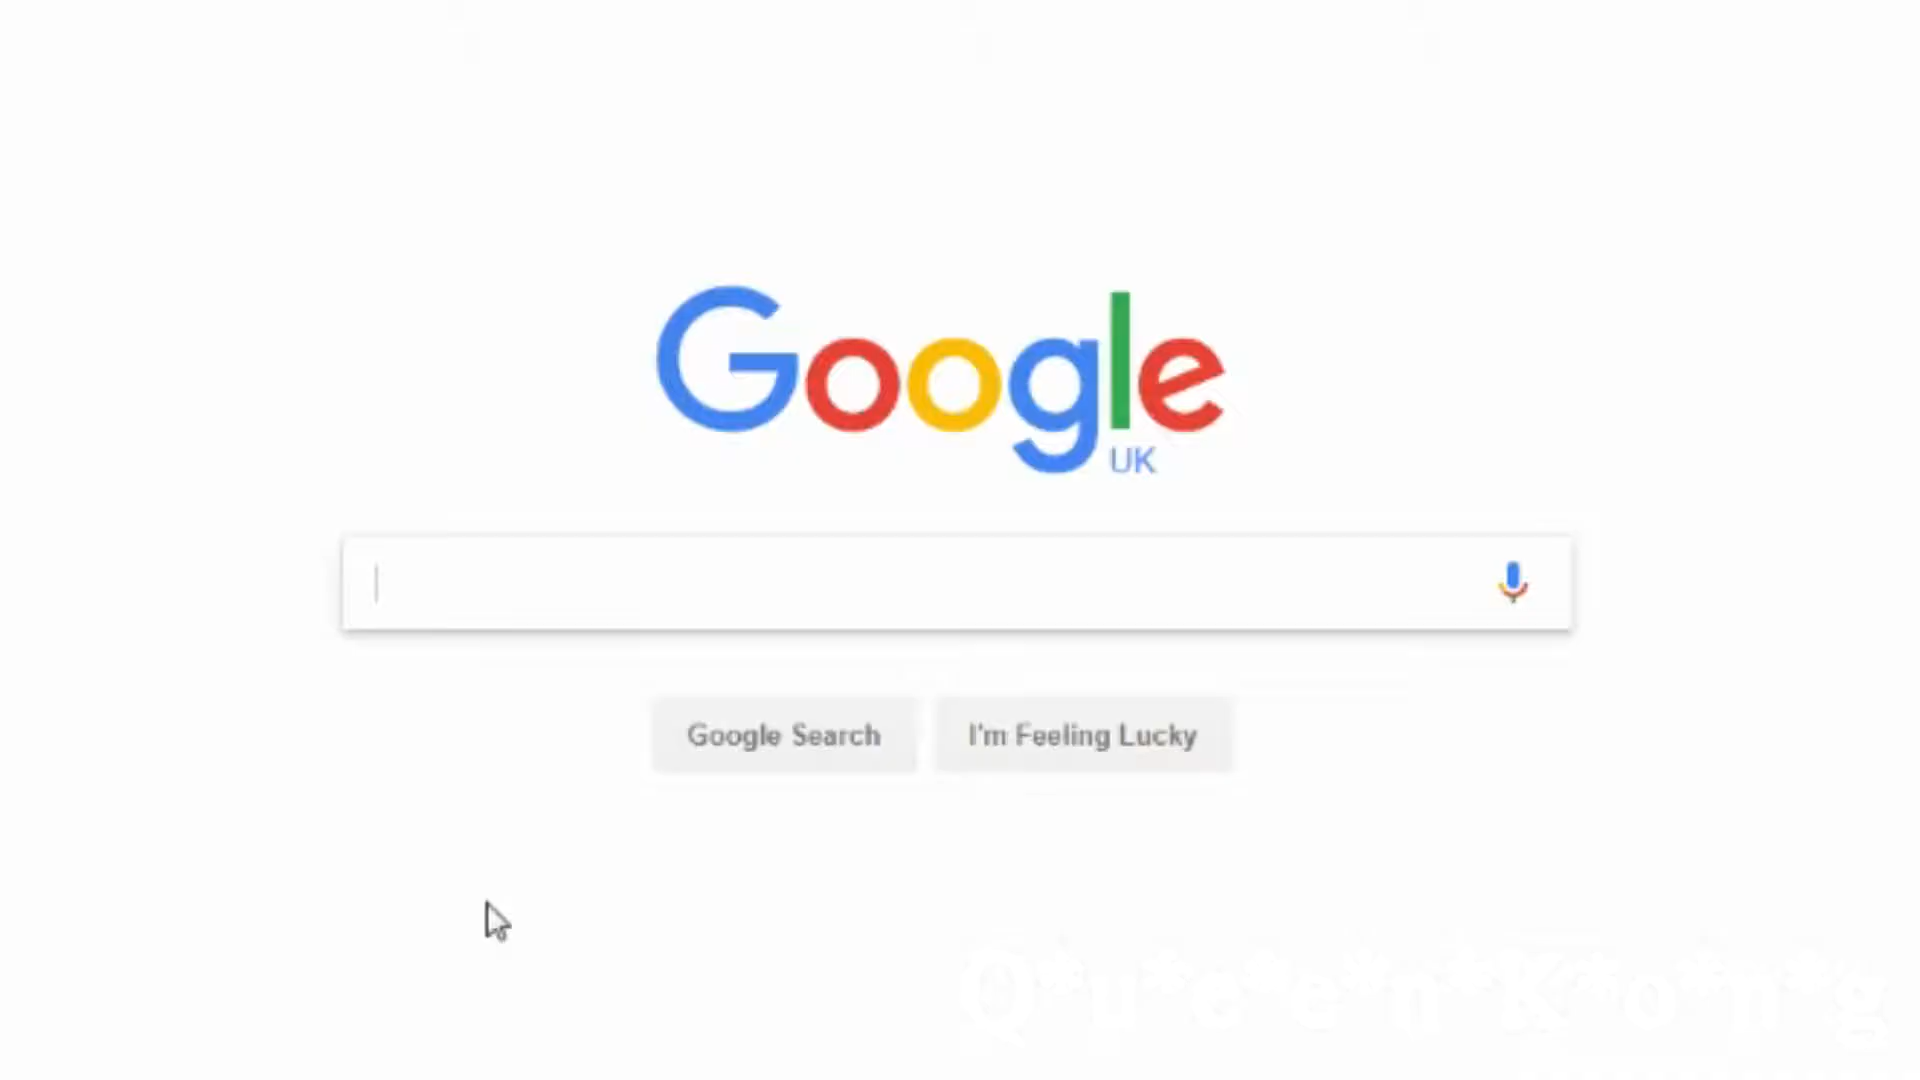 Google
UK
Google Search
I'm Feeling Lucky
Q*u*e*e*n*K*o*n*g